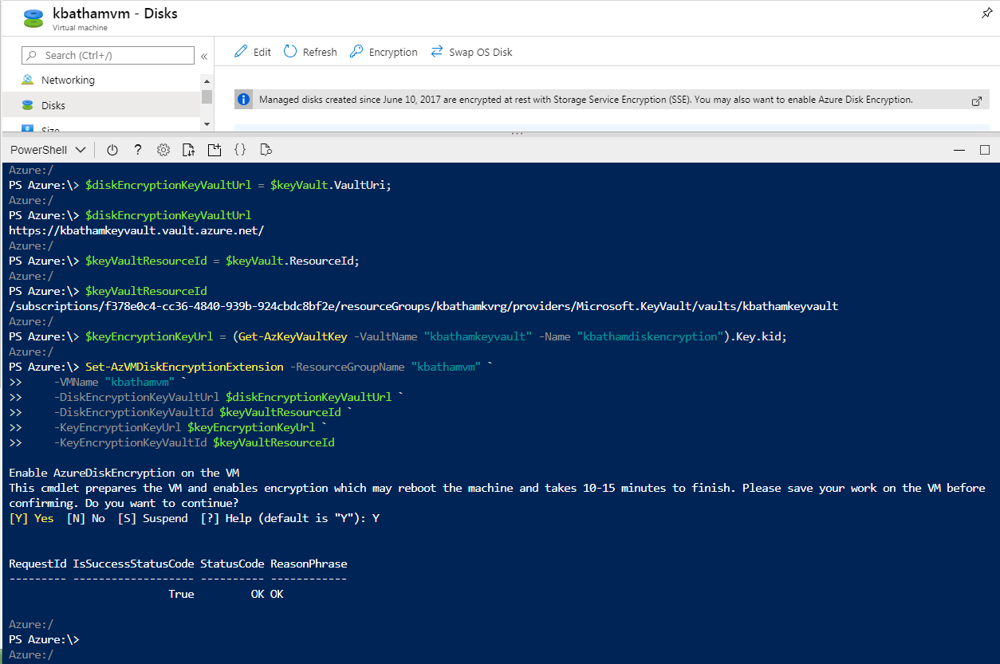 kbathamvm - Disks
Virtual machine
Search (Ctrl+/)
«
Edit
Refresh
Encryption
Swap OS Disk
Networking
Disks
Size
Managed disks created since June 10, 2017 are encrypted at rest with Storage Service Encryption (SSE). You may also want to enable Azure Disk Encryption.
PowerShell
?
{}
Azure:/
PS Azure:\> $diskEncryptionKeyVaultUrl = $keyVault.VaultUri;
Azure:/
PS Azure:\> $diskEncryptionKeyVaultUrl
https://kbathamkeyvault.vault.azure.net/
Azure:/
PS Azure:\> $keyVaultResourceId = $keyVault.ResourceId;
Azure:/
PS Azure:\> $keyVaultResourceId
/subscriptions/f378e0c4-cc36-4840-939b-924cbdc8bf2e/resourceGroups/kbathamkvrg/providers/Microsoft.KeyVault/vaults/kbathamkeyvault
Azure:/
PS Azure:\> $keyEncryptionKeyUrl = (Get-AzKeyVaultKey -VaultName "kbathamkeyvault" -Name "kbathamdiskencryption").Key.kid;
Azure:/
PS Azure:\> Set-AzVMDiskEncryptionExtension -ResourceGroupName "kbathamvm" `
>>     -VMName "kbathamvm" `
>>     -DiskEncryptionKeyVaultUrl $diskEncryptionKeyVaultUrl `
>>     -DiskEncryptionKeyVaultId $keyVaultResourceId `
>>     -KeyEncryptionKeyUrl $keyEncryptionKeyUrl `
>>     -KeyEncryptionKeyVaultId $keyVaultResourceId
Enable AzureDiskEncryption on the VM
This cmdlet prepares the VM and enables encryption which may reboot the machine and takes 10-15 minutes to finish. Please save your work on the VM before
confirming. Do you want to continue?
[Y] Yes  [N] No  [S] Suspend  [?] Help (default is "Y"): Y
RequestId IsSuccessStatusCode StatusCode ReasonPhrase
--------- ------------------- ---------- ------------
True         OK OK
Azure:/
PS Azure:\>
Azure:/